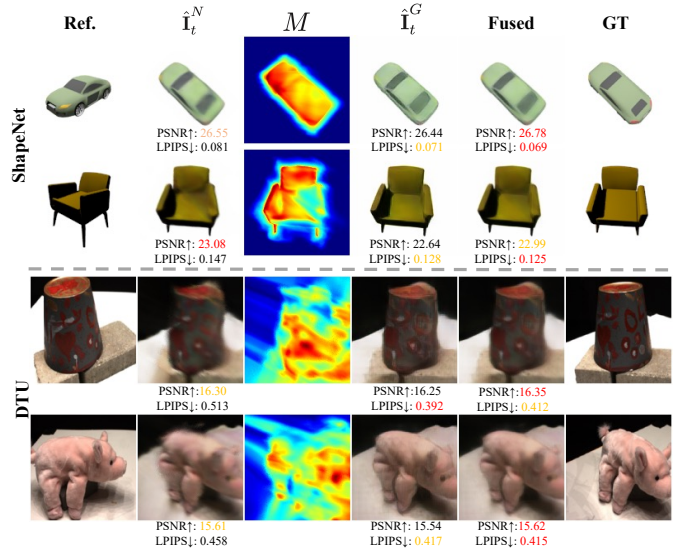 Ref. Î_t^N M Î_t^G Fused GT
ShapeNet
PSNR↑: 26.55 PSNR↑: 26.44 PSNR↑: 26.78
LPIPS↓: 0.081 LPIPS↓: 0.071 LPIPS↓: 0.069
PSNR↑: 23.08 PSNR↑: 22.64 PSNR↑: 22.99
LPIPS↓: 0.147 LPIPS↓: 0.128 LPIPS↓: 0.125
DTU
PSNR↑:16.30 PSNR↑:16.25 PSNR↑:16.35
LPIPS↓: 0.513 LPIPS↓: 0.392 LPIPS↓: 0.412
PSNR↑:15.61 PSNR↑: 15.54 PSNR↑:15.62
LPIPS↓: 0.458 LPIPS↓: 0.417 LPIPS↓: 0.415